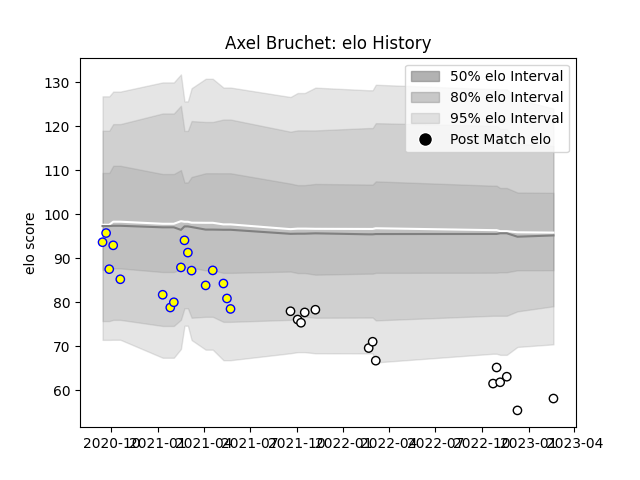 Axel Bruchet: elo History
50% elo Interval
80% elo Interval
95% elo Interval
Post Match elo
elo score
130
120
110
100
90
80
70
60
2020-10 2021-01 2021-04 2021-07 2021-10 2022-01 2022-04 2022-07 2022-10 2023-01 2023-04